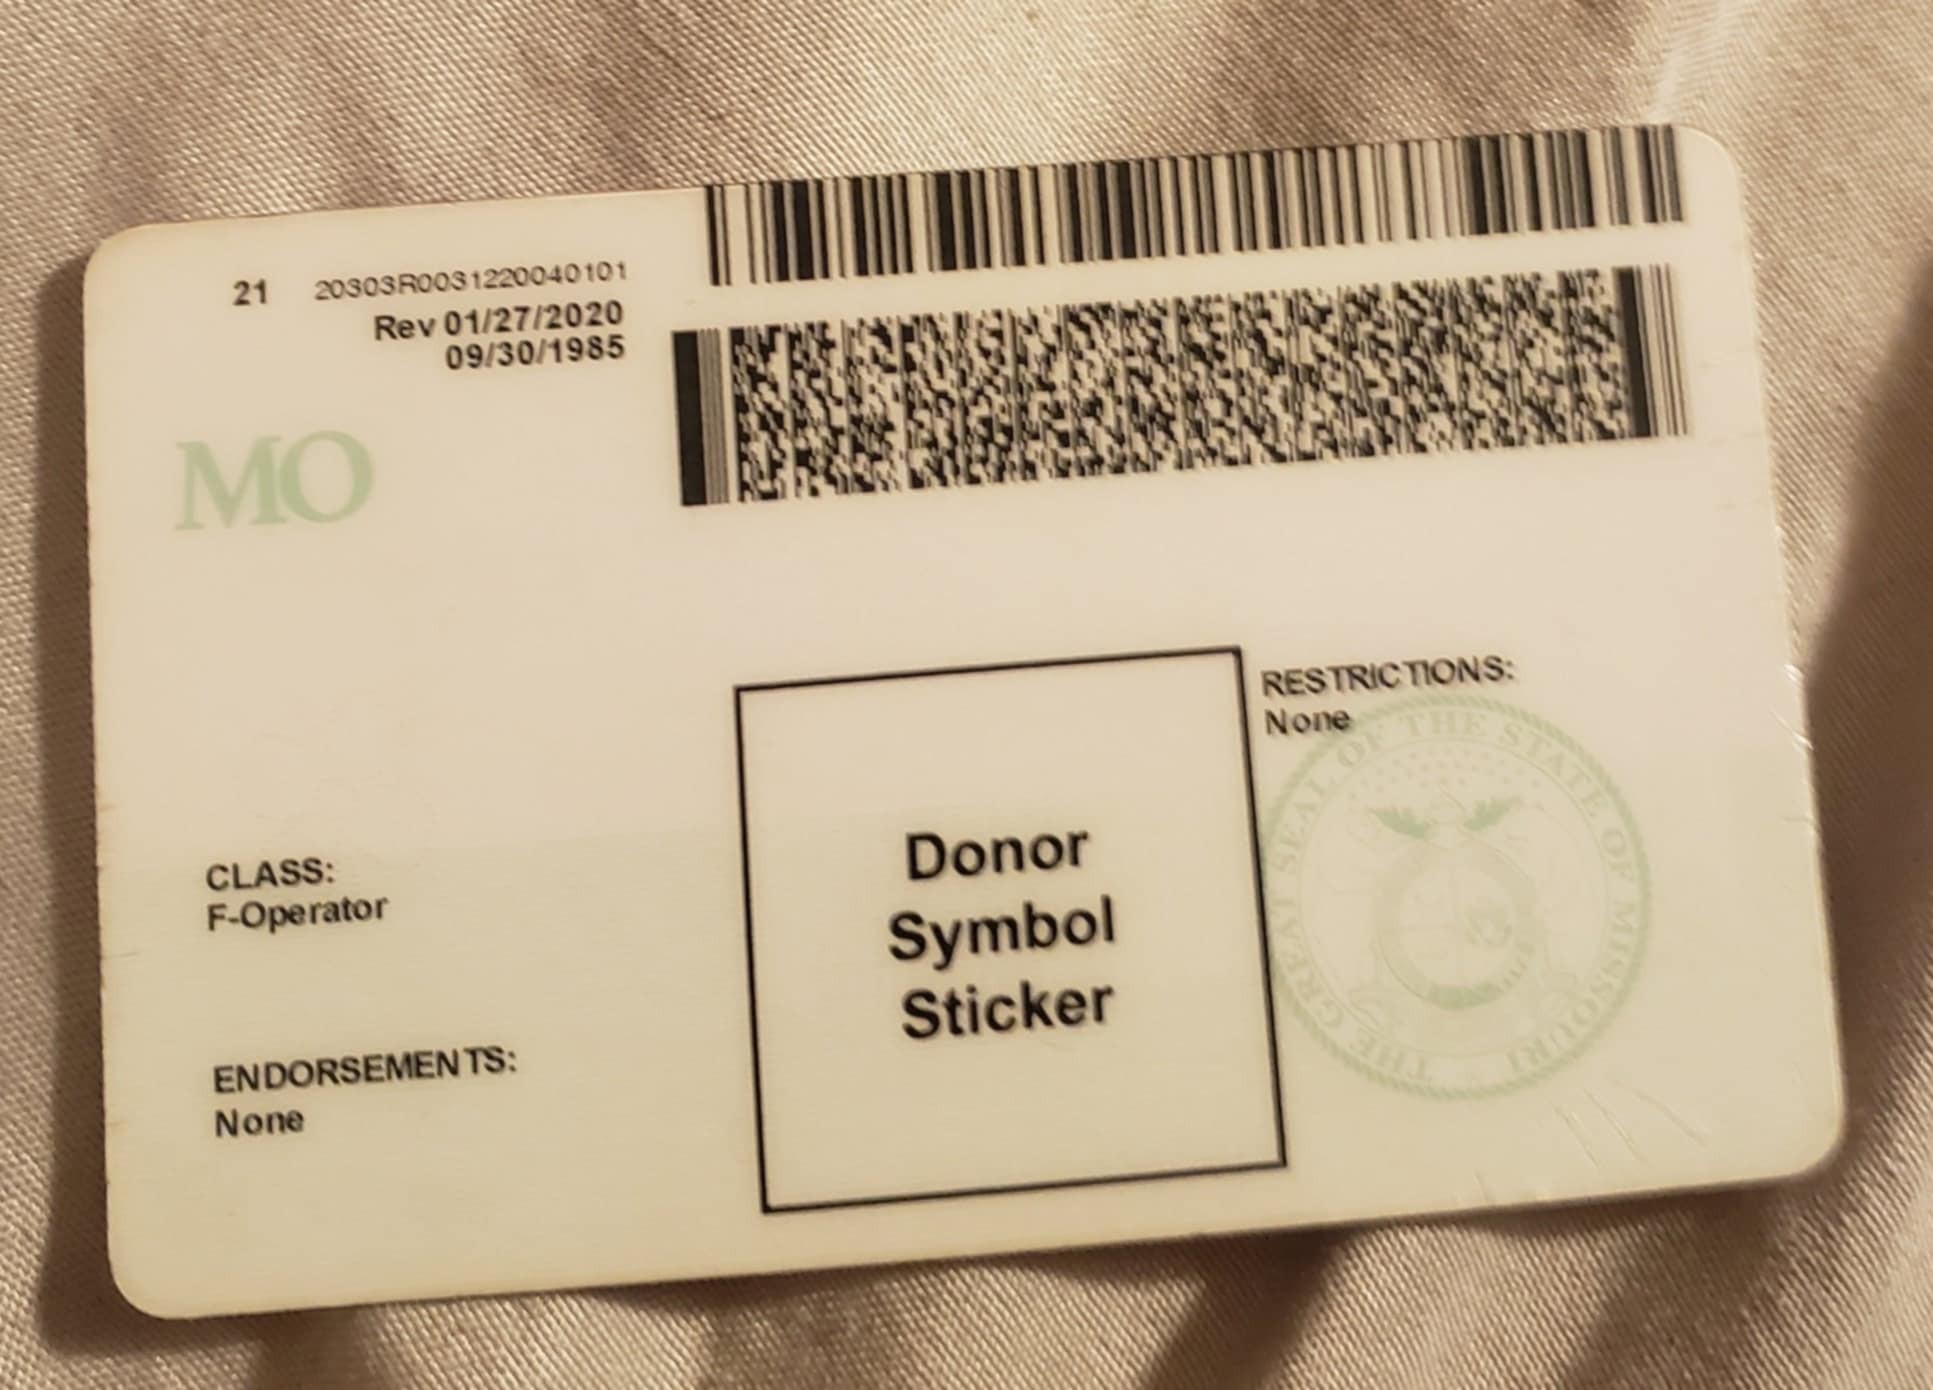 21 20303R0031220040101
Rev 01/27/2020
09/30/1985
MO
RESTRICTIONS:
None
THE GREAT SEAL OF THE STATE OF MISSOURI
CLASS:
F-Operator
Donor
Symbol
Sticker
ENDORSEMENTS:
None